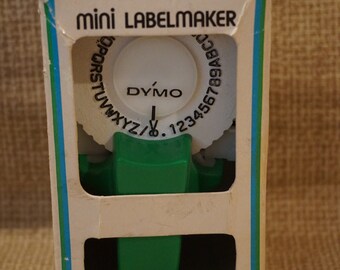 mini LABELMAKER
OPQRSTUVWXYZ/✂.123456789ABCD
DYMO